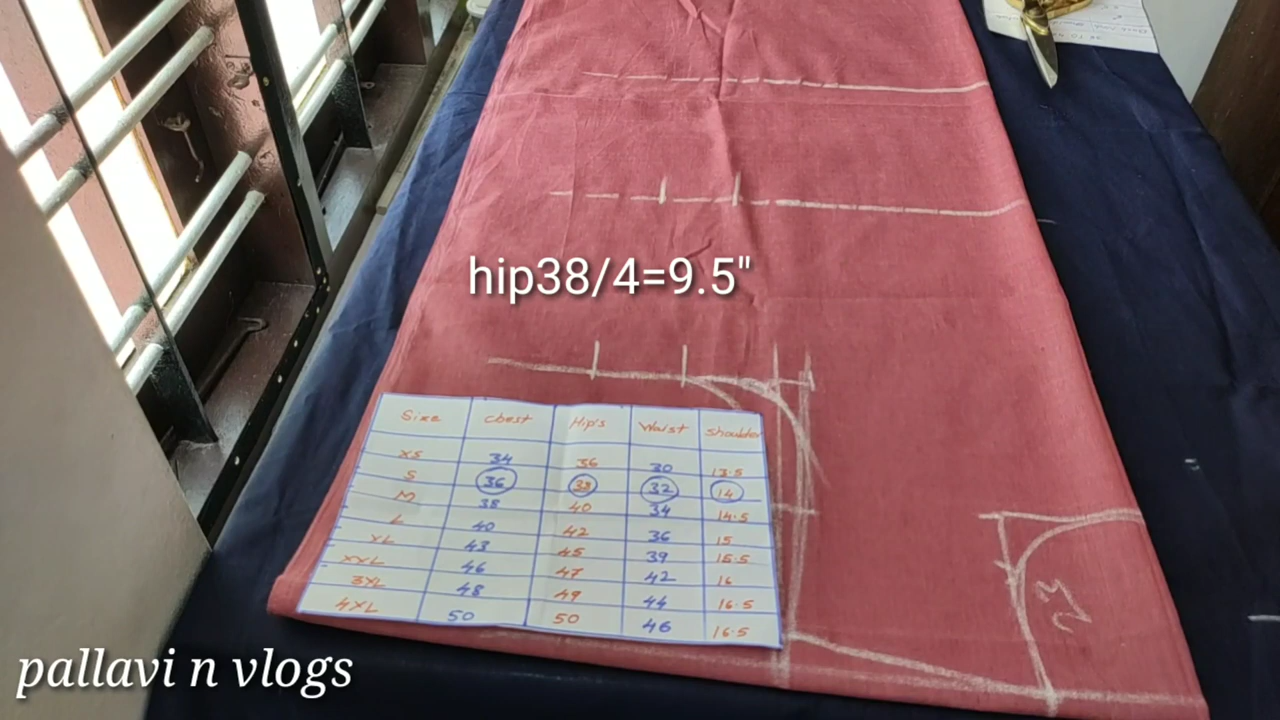 hip38/4=9.5"
Size Chest Hip's Waist Shoulder
XS 34 36 30 13.5
S 36 38 32 14
M 38 40 34 14.5
L 40 42 36 15
XL 43 45 39 15.5
XXL 46 47 42 16
3XL 48 49 44 16.5
4XL 50 50 46 16.5
pallavi n vlogs